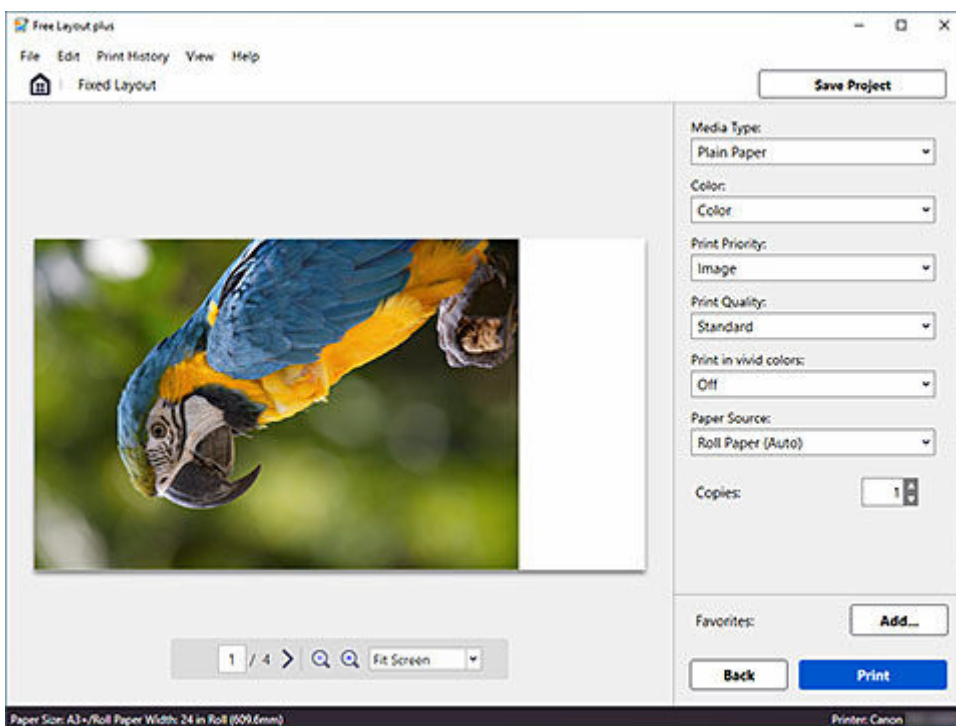 Free Layout plus
File Edit Print History View Help
Fixed Layout
Save Project
Media Type:
Plain Paper
Color:
Color
Print Priority:
Image
Print Quality:
Standard
Print in vivid colors:
Off
Paper Source:
Roll Paper (Auto)
Copies: 1
Favorites: Add...
1 / 4 Fit Screen
Back Print
Paper Size: A3+/Roll Paper Width: 24 in Roll (609.6mm) Printer: Canon